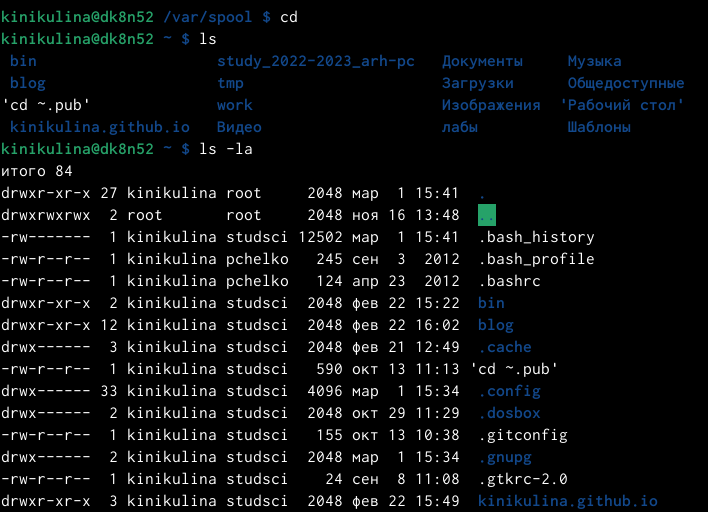 kinikulina@dk8n52 /var/spool $ cd
kinikulina@dk8n52 ~ $ ls
 bin                     study_2022-2023_arh-pc   Документы     Музыка
 blog                    tmp                      Загрузки      Общедоступные
'cd ~.pub'               work                     Изображения  'Рабочий стол'
 kinikulina.github.io    Видео                    лабы          Шаблоны
kinikulina@dk8n52 ~ $ ls -la
итого 84
drwxr-xr-x 27 kinikulina root     2048 мар  1 15:41  .
drwxrwxrwx  2 root       root     2048 ноя 16 13:48  ..
-rw-------  1 kinikulina studsci 12502 мар  1 15:41  .bash_history
-rw-r--r--  1 kinikulina pchelko   245 сен  3  2012  .bash_profile
-rw-r--r--  1 kinikulina pchelko   124 апр 23  2012  .bashrc
drwxr-xr-x  2 kinikulina studsci  2048 фев 22 15:22  bin
drwxr-xr-x 12 kinikulina studsci  2048 фев 22 16:02  blog
drwx------  3 kinikulina studsci  2048 фев 21 12:49  .cache
-rw-r--r--  1 kinikulina studsci   590 окт 13 11:13 'cd ~.pub'
drwx------ 33 kinikulina studsci  4096 мар  1 15:34  .config
drwx------  2 kinikulina studsci  2048 окт 29 11:29  .dosbox
-rw-r--r--  1 kinikulina studsci   155 окт 13 10:38  .gitconfig
drwx------  2 kinikulina studsci  2048 мар  1 15:34  .gnupg
-rw-r--r--  1 kinikulina studsci    24 сен  8 11:08  .gtkrc-2.0
drwxr-xr-x  3 kinikulina studsci  2048 фев 22 15:49  kinikulina.github.io